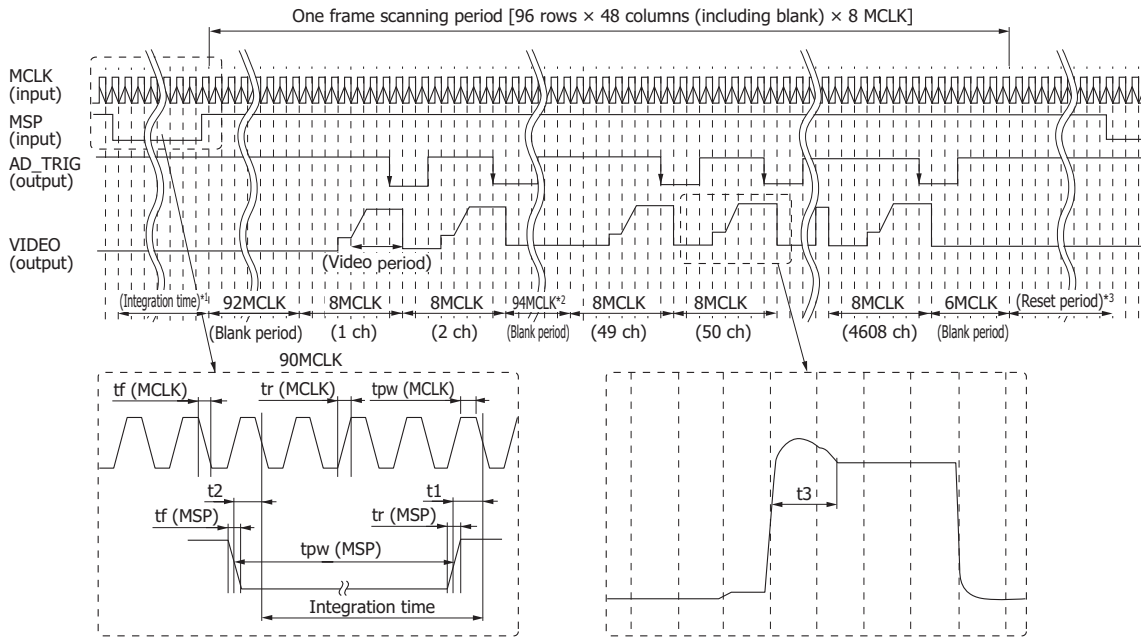 One frame scanning period [96 rows × 48 columns (including blank) × 8 MCLK]
MCLK
(input)
MSP
(input)
AD_TRIG
(output)
VIDEO
(output)
(Video period)
(Integration time)*1
92MCLK
(Blank period)
8MCLK
(1 ch)
8MCLK
(2 ch)
94MCLK*2
(Blank period)
8MCLK
(49 ch)
8MCLK
(50 ch)
8MCLK
(4608 ch)
6MCLK
(Blank period)
(Reset period)*3
90MCLK
tf (MCLK)
tr (MCLK)
tpw (MCLK)
t2
t1
tf (MSP)
tr (MSP)
tpw (MSP)
Integration time
t3